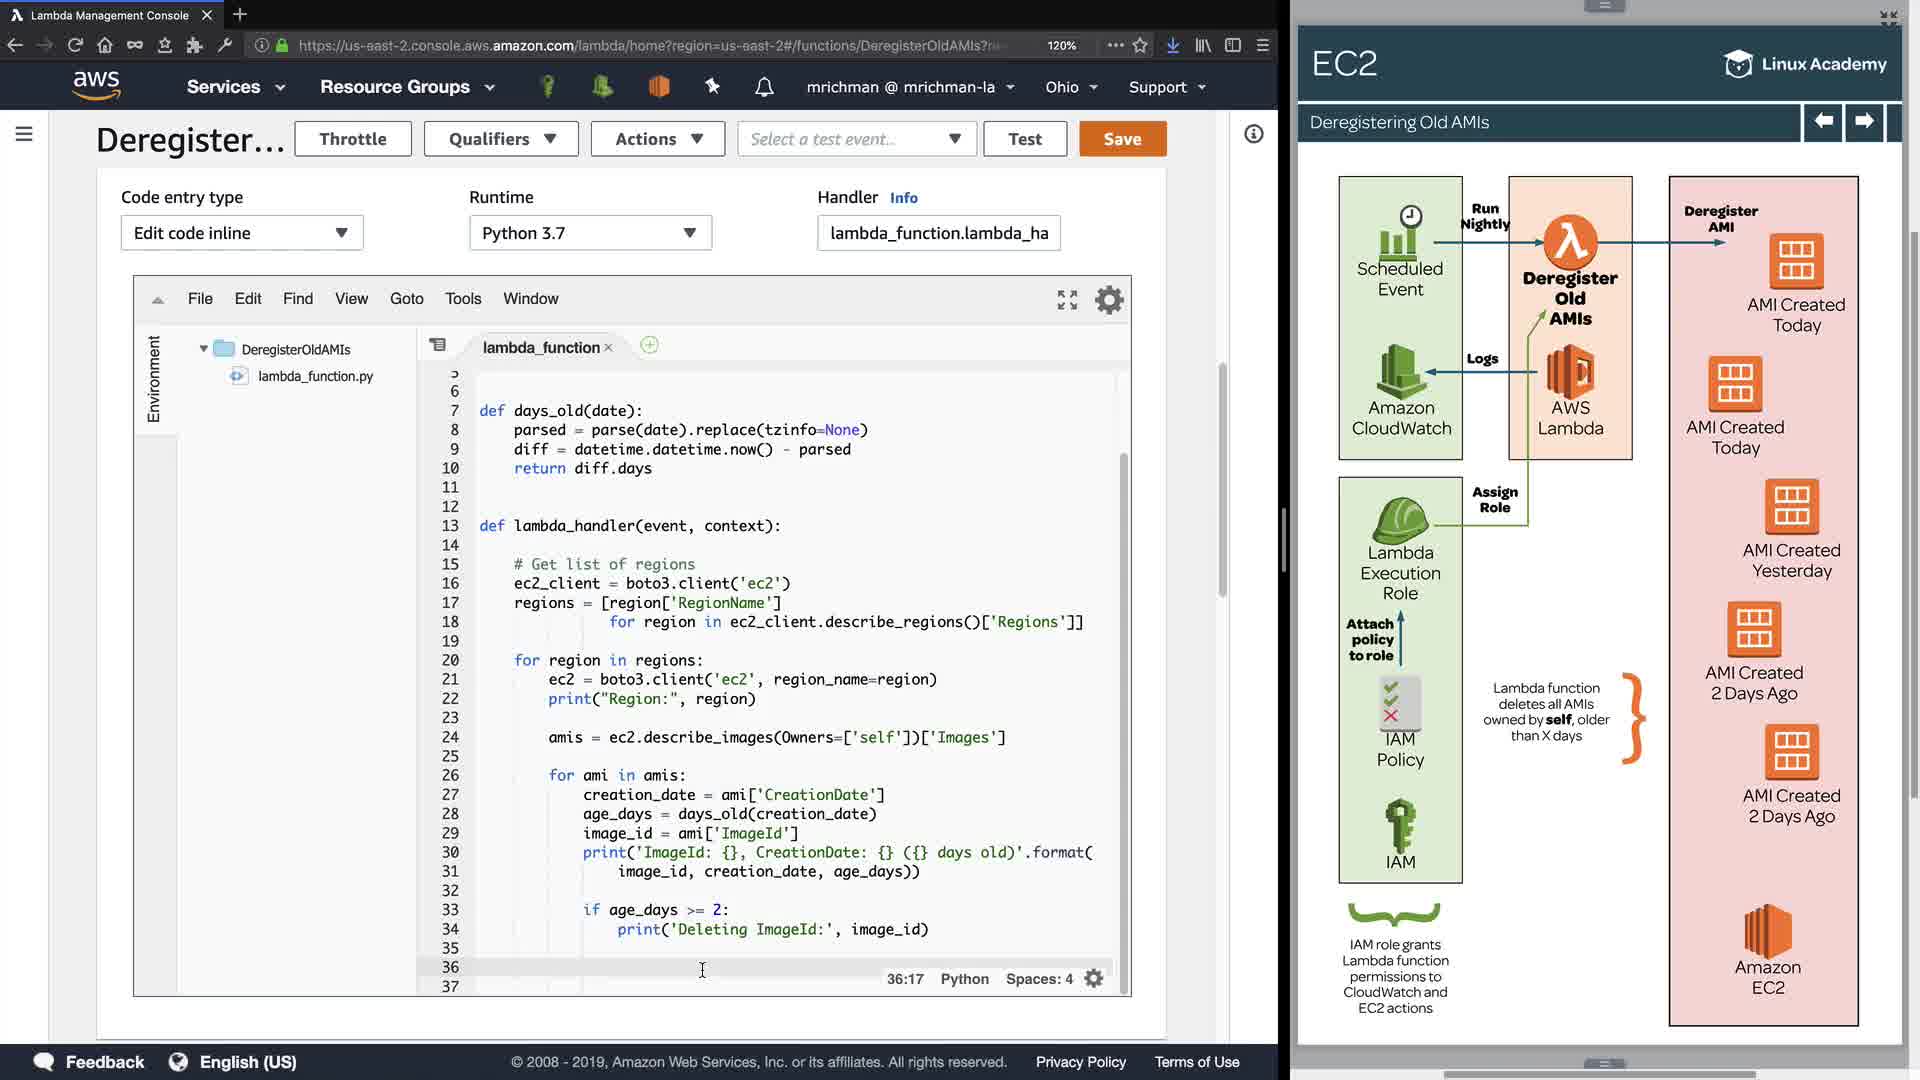 Lambda Management Console
https://us-east-2.console.aws.amazon.com/lambda/home?region=us-east-2#/functions/DeregisterOldAMIs?
120%
aws
Services
Resource Groups
mrichman @ mrichman-la
Ohio
Support
Deregister...
Throttle
Qualifiers
Actions
Select a test event..
Test
Save
Code entry type
Runtime
Handler Info
Edit code inline
Python 3.7
lambda_function.lambda_ha
File Edit Find View Goto Tools Window
Environment
DeregisterOldAMIs
lambda_function.py
lambda_function
5
6
7 def days_old(date):
8 parsed = parse(date).replace(tzinfo=None)
9 diff = datetime.datetime.now() - parsed
10 return diff.days
11
12
13 def lambda_handler(event, context):
14
15 # Get list of regions
16 ec2_client = boto3.client('ec2')
17 regions = [region['RegionName']
18 for region in ec2_client.describe_regions()['Regions']]
19
20 for region in regions:
21 ec2 = boto3.client('ec2', region_name=region)
22 print("Region:", region)
23
24 amis = ec2.describe_images(Owners=['self'])['Images']
25
26 for ami in amis:
27 creation_date = ami['CreationDate']
28 age_days = days_old(creation_date)
29 image_id = ami['ImageId']
30 print('ImageId: {}, CreationDate: {} ({} days old)'.format(
31 image_id, creation_date, age_days))
32
33 if age_days >= 2:
34 print('Deleting ImageId:', image_id)
35
36
37
36:17 Python Spaces: 4
Feedback
English (US)
© 2008 - 2019, Amazon Web Services, Inc. or its affiliates. All rights reserved.
Privacy Policy
Terms of Use
EC2
Linux Academy
Deregistering Old AMIs
Scheduled
Event
Run
Nightly
Deregister
Old
AMIs
Deregister
AMI
AMI Created
Today
Amazon
CloudWatch
Logs
AWS
Lambda
AMI Created
Today
Assign
Role
Lambda
Execution
Role
AMI Created
Yesterday
Attach
policy
to role
AMI Created
2 Days Ago
IAM
Policy
Lambda function
deletes all AMIs
owned by self, older
than X days
AMI Created
2 Days Ago
IAM
IAM role grants
Lambda function
permissions to
CloudWatch and
EC2 actions
Amazon
EC2